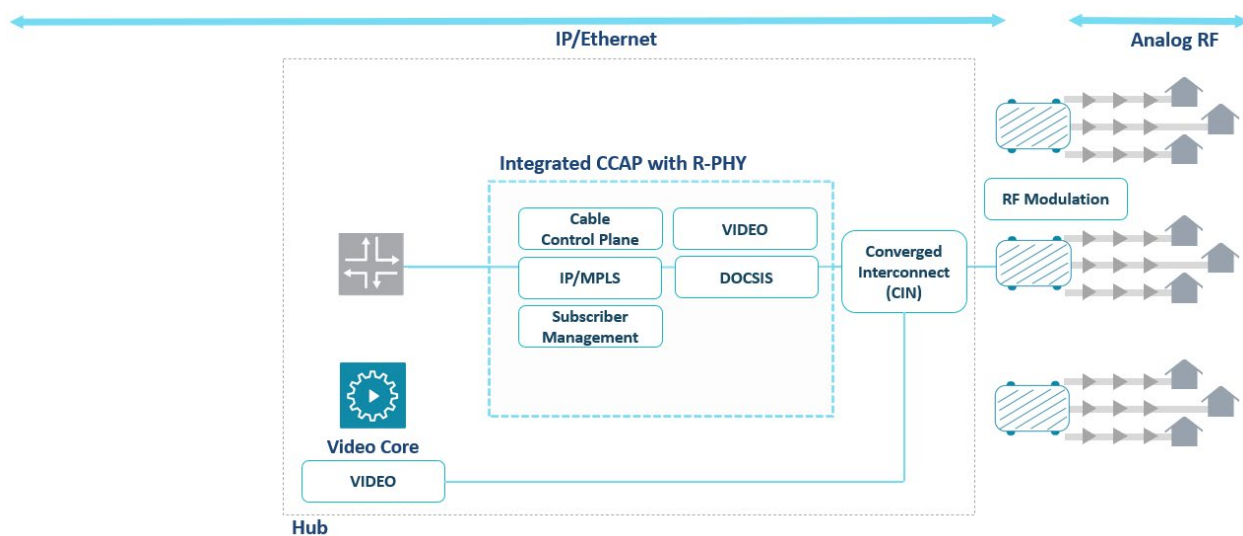 IP/Ethernet
Analog RF
Integrated CCAP with R-PHY
Cable
Control Plane
VIDEO
IP/MPLS
DOCSIS
Subscriber
Management
Converged
Interconnect
(CIN)
RF Modulation
Video Core
VIDEO
Hub